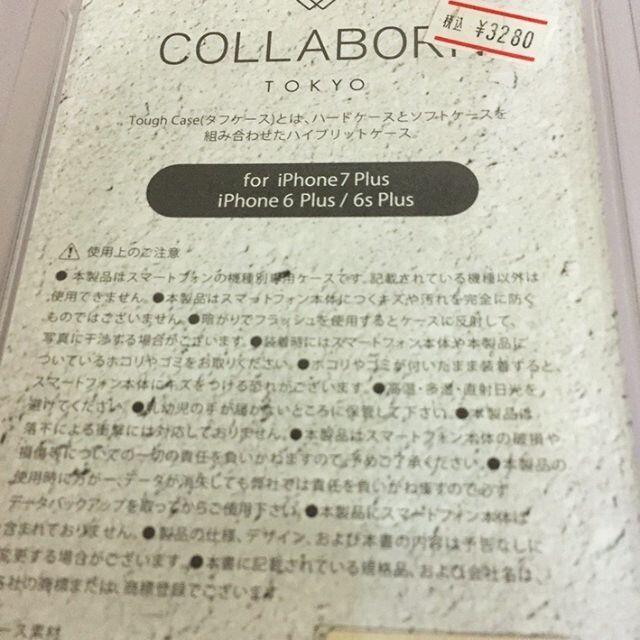 税込 ¥3280
COLLABORN
TOKYO
Tough Case(タフケース)とは、ハードケースとソフトケースを
組み合わせたハイブリットケース。
for iPhone7 Plus
iPhone 6 Plus / 6s Plus
使用上のご注意
●本製品はスマートフォンの機種別専用ケースです。記載されている機種以外は
使用できません。●本製品はスマートフォン本体につくキズや汚れを完全に防ぐ
ものではございません。●暗がりでフラッシュを使用するとケースに反射して、
写真に干渉する場合がございます。●装着時にはスマートフォン本体や本製品に
ついているホコリやゴミをお取りください。●ホコリやゴミが付いたまま装着すると、
スマートフォン本体にキズをつける恐れがございます。●高温・多湿・直射日光を
避けてください。●乳幼児の手が届かないところに保管して下さい。●本製品は
落下による衝撃には対応しておりません。●本製品はスマートフォン本体の破損や
損傷等についての一切の責任を負いかねますので、予めご了承ください。●本製品の
使用時に万が一、データが消失しても弊社では責任を負いかねますので必ず
データバックアップを取ってからご使用下さい。●本製品にスマートフォン本体は
含まれておりません。●製品の仕様、デザイン、および本書の内容は予告なしに
変更する場合がございます。●本書に記載されている規格品、および会社名は、
各社の商標または、商標登録でございます。
ース素材